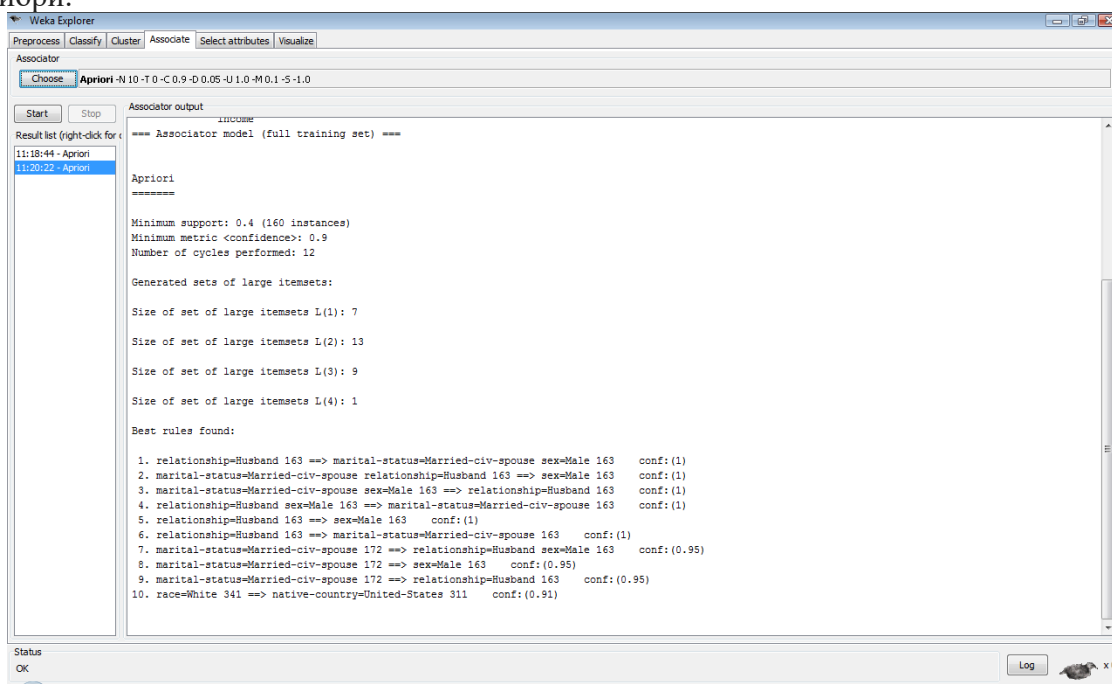 Weka Explorer
Preprocess Classify Cluster Associate Select attributes Visualize
Associator
Choose Apriori -N 10 -T 0 -C 0.9 -D 0.05 -U 1.0 -M 0.1 -S -1.0
Start Stop
Result list (right-click for
11:18:44 - Apriori
11:20:22 - Apriori
Associator output
income
=== Associator model (full training set) ===
Apriori
=======
Minimum support: 0.4 (160 instances)
Minimum metric <confidence>: 0.9
Number of cycles performed: 12
Generated sets of large itemsets:
Size of set of large itemsets L(1): 7
Size of set of large itemsets L(2): 13
Size of set of large itemsets L(3): 9
Size of set of large itemsets L(4): 1
Best rules found:
1. relationship=Husband 163 ==> marital-status=Married-civ-spouse sex=Male 163 conf:(1)
2. marital-status=Married-civ-spouse relationship=Husband 163 ==> sex=Male 163 conf:(1)
3. marital-status=Married-civ-spouse sex=Male 163 ==> relationship=Husband 163 conf:(1)
4. relationship=Husband sex=Male 163 ==> marital-status=Married-civ-spouse 163 conf:(1)
5. relationship=Husband 163 ==> sex=Male 163 conf:(1)
6. relationship=Husband 163 ==> marital-status=Married-civ-spouse 163 conf:(1)
7. marital-status=Married-civ-spouse 172 ==> relationship=Husband sex=Male 163 conf:(0.95)
8. marital-status=Married-civ-spouse 172 ==> sex=Male 163 conf:(0.95)
9. marital-status=Married-civ-spouse 172 ==> relationship=Husband 163 conf:(0.95)
10. race=White 341 ==> native-country=United-States 311 conf:(0.91)
Status
OK
Log
x